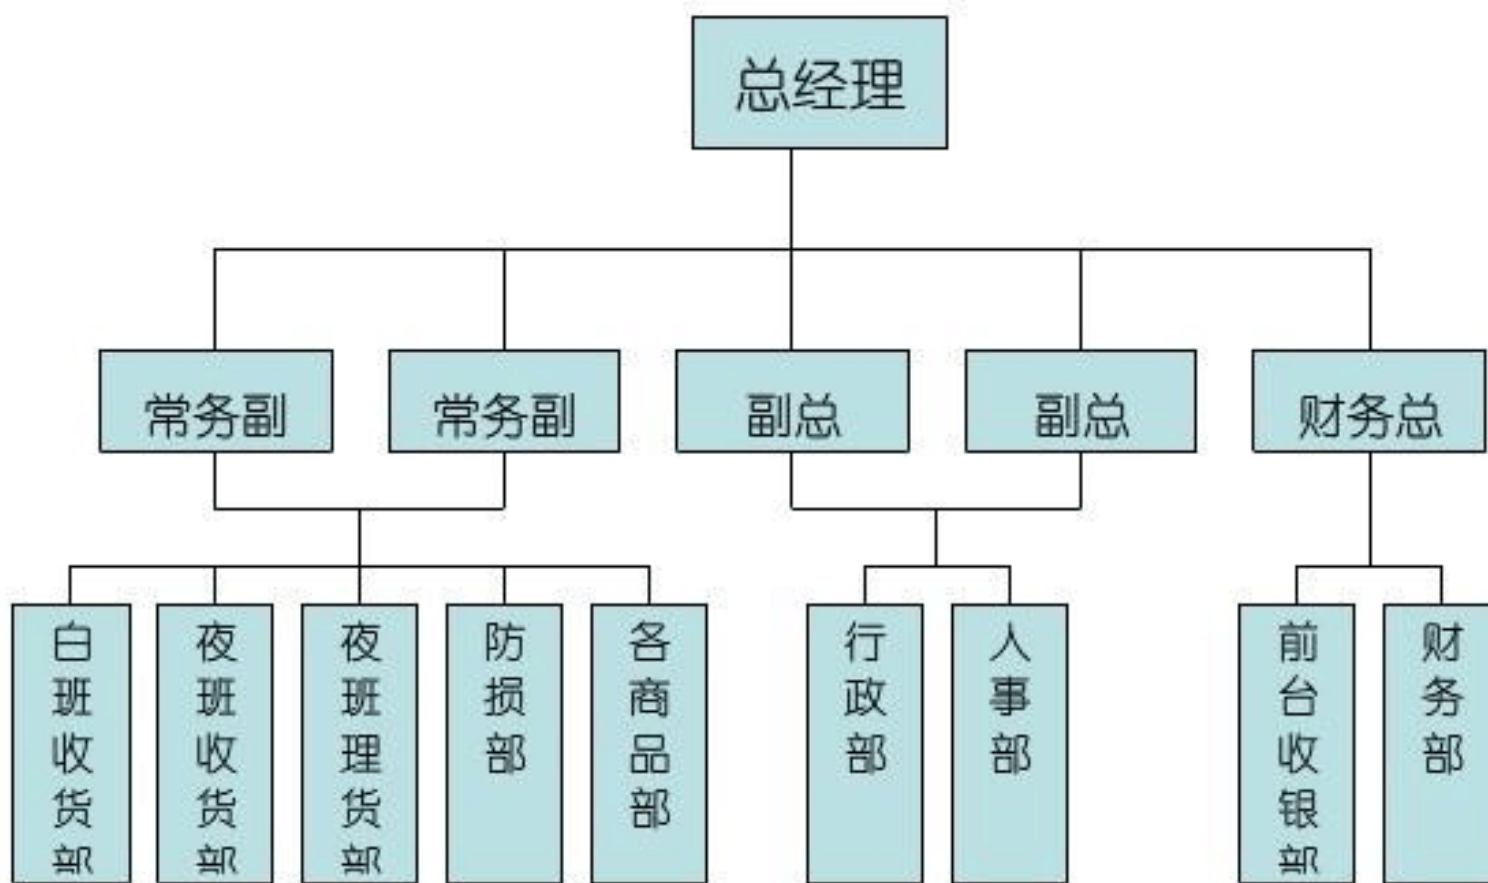 总经理
常务副
常务副
副总
副总
财务总
白班收货部
夜班收货部
夜班理货部
防损部
各商品部
行政部
人事部
前台收银部
财务部